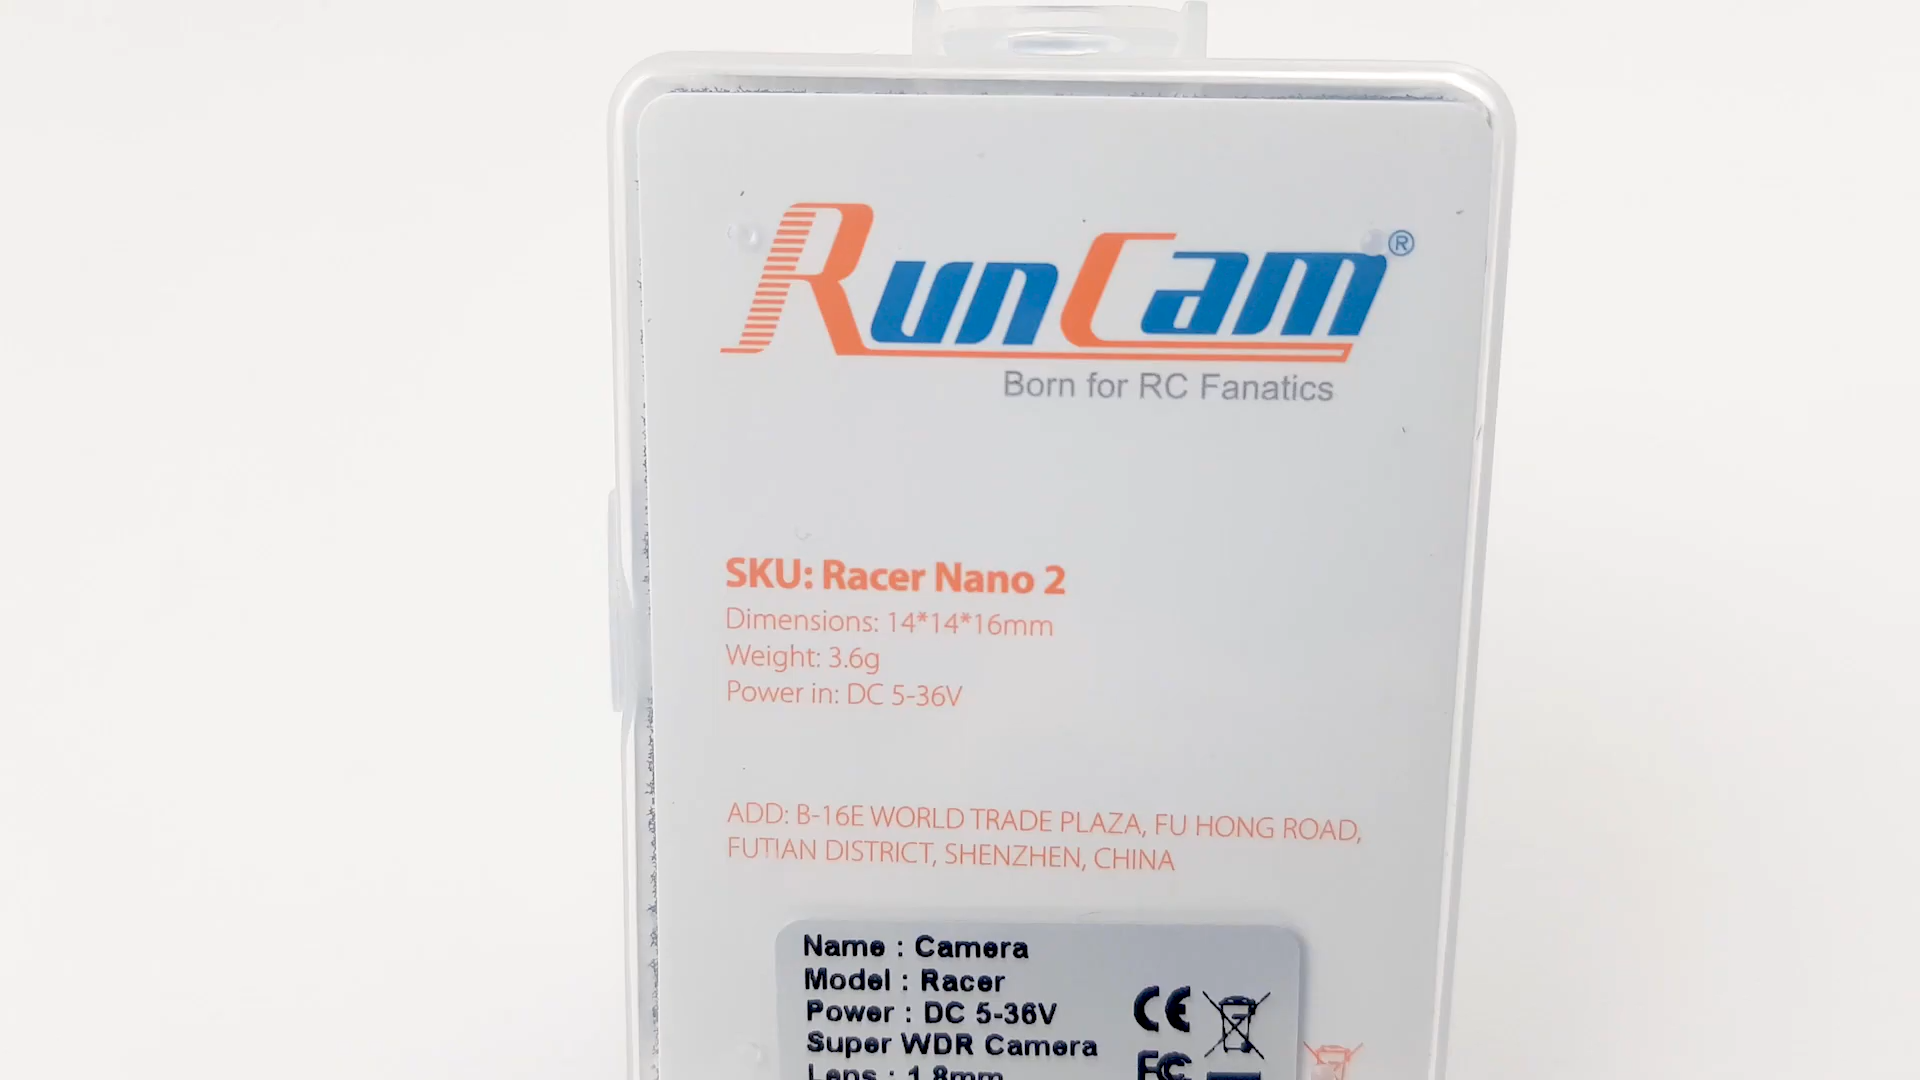 RunCam®
Born for RC Fanatics
SKU: Racer Nano 2
Dimensions: 14*14*16mm
Weight: 3.6g
Power in: DC 5-36V
ADD: B-16E WORLD TRADE PLAZA, FU HONG ROAD,
FUTIAN DISTRICT, SHENZHEN, CHINA
Name : Camera
Model : Racer
Power : DC 5-36V
Super WDR Camera
Lens : 1.8mm
CE
FC